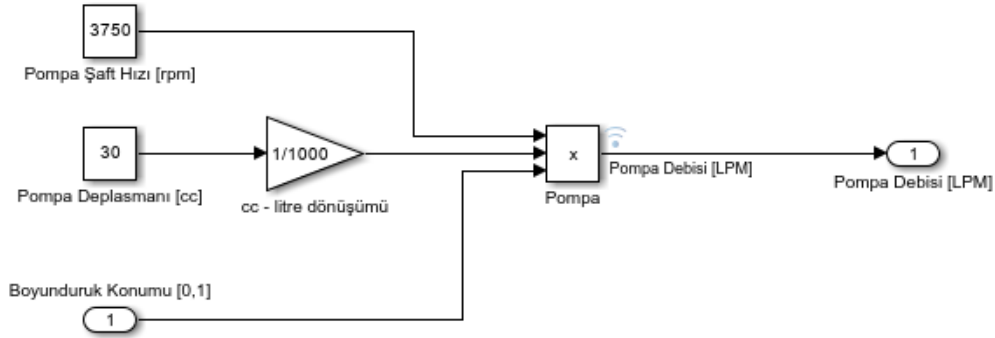 3750
Pompa Şaft Hızı [rpm]
30
Pompa Deplasmanı [cc]
1/1000
cc - litre dönüşümü
x
Pompa
Pompa Debisi [LPM]
1
Pompa Debisi [LPM]
Boyunduruk Konumu [0,1]
1